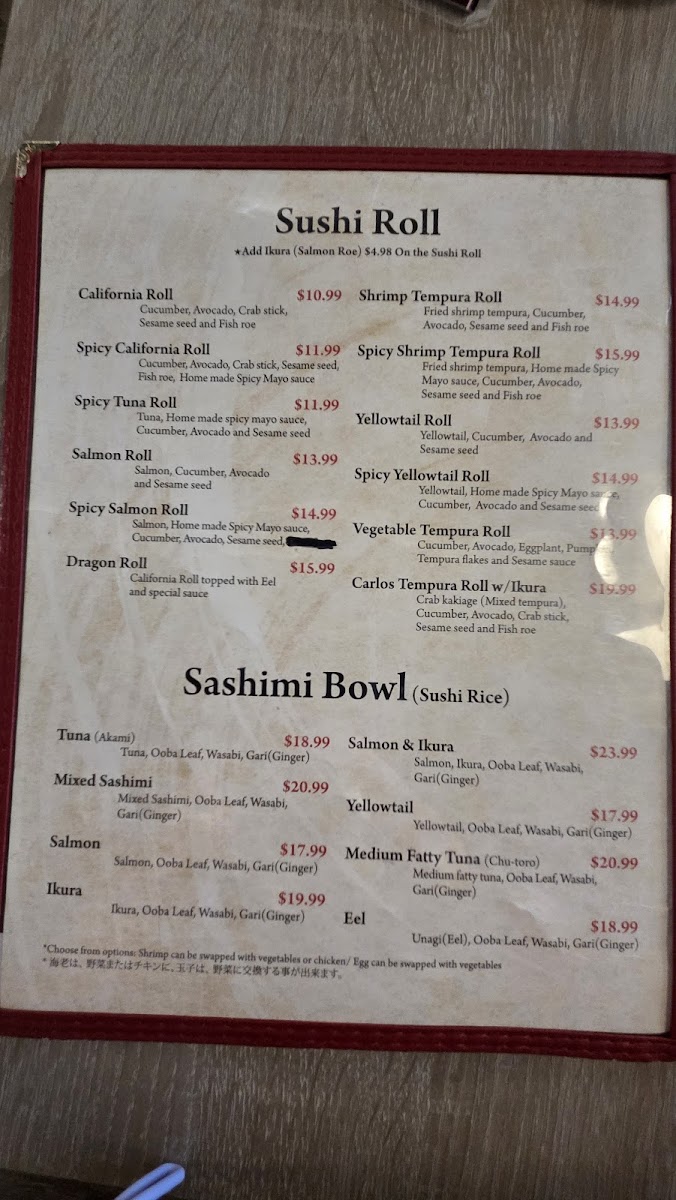 Sushi Roll
★Add Ikura (Salmon Roe) $4.98 On the Sushi Roll
California Roll $10.99
Cucumber, Avocado, Crab stick,
Sesame seed and Fish roe
Spicy California Roll $11.99
Cucumber, Avocado, Crab stick, Sesame seed,
Fish roe, Home made Spicy Mayo sauce
Spicy Tuna Roll $11.99
Tuna, Home made spicy mayo sauce,
Cucumber, Avocado and Sesame seed
Salmon Roll $13.99
Salmon, Cucumber, Avocado
and Sesame seed
Spicy Salmon Roll $14.99
Salmon, Home made Spicy Mayo sauce,
Cucumber, Avocado, Sesame seed,
Dragon Roll $15.99
California Roll topped with Eel
and special sauce
Shrimp Tempura Roll $14.99
Fried shrimp tempura, Cucumber,
Avocado, Sesame seed and Fish roe
Spicy Shrimp Tempura Roll $15.99
Fried shrimp tempura, Home made Spicy
Mayo sauce, Cucumber, Avocado,
Sesame seed and Fish roe
Yellowtail Roll $13.99
Yellowtail, Cucumber, Avocado and
Sesame seed
Spicy Yellowtail Roll $14.99
Yellowtail, Home made Spicy Mayo sauce,
Cucumber, Avocado and Sesame seed
Vegetable Tempura Roll $13.99
Cucumber, Avocado, Eggplant,
Tempura flakes and Sesame sauce
Carlos Tempura Roll w/Ikura $19.99
Crab kakiage (Mixed tempura),
Cucumber, Avocado, Crab stick,
Sesame seed and Fish roe
Sashimi Bowl (Sushi Rice)
Tuna (Akami) $18.99
Tuna, Ooba Leaf, Wasabi, Gari(Ginger)
Mixed Sashimi $20.99
Mixed Sashimi, Ooba Leaf, Wasabi,
Gari(Ginger)
Salmon $17.99
Salmon, Ooba Leaf, Wasabi, Gari(Ginger)
Ikura $19.99
Ikura, Ooba Leaf, Wasabi, Gari(Ginger)
Salmon & Ikura $23.99
Salmon, Ikura, Ooba Leaf, Wasabi,
Gari(Ginger)
Yellowtail $17.99
Yellowtail, Ooba Leaf, Wasabi, Gari(Ginger)
Medium Fatty Tuna (Chu-toro) $20.99
Medium fatty tuna, Ooba Leaf, Wasabi,
Gari(Ginger)
Eel $18.99
Unagi(Eel), Ooba Leaf, Wasabi, Gari(Ginger)
*Choose from options: Shrimp can be swapped with vegetables or chicken/ Egg can be swapped with vegetables
* 海老は、野菜またはチキンに、玉子は、野菜に交換する事が出来ます。